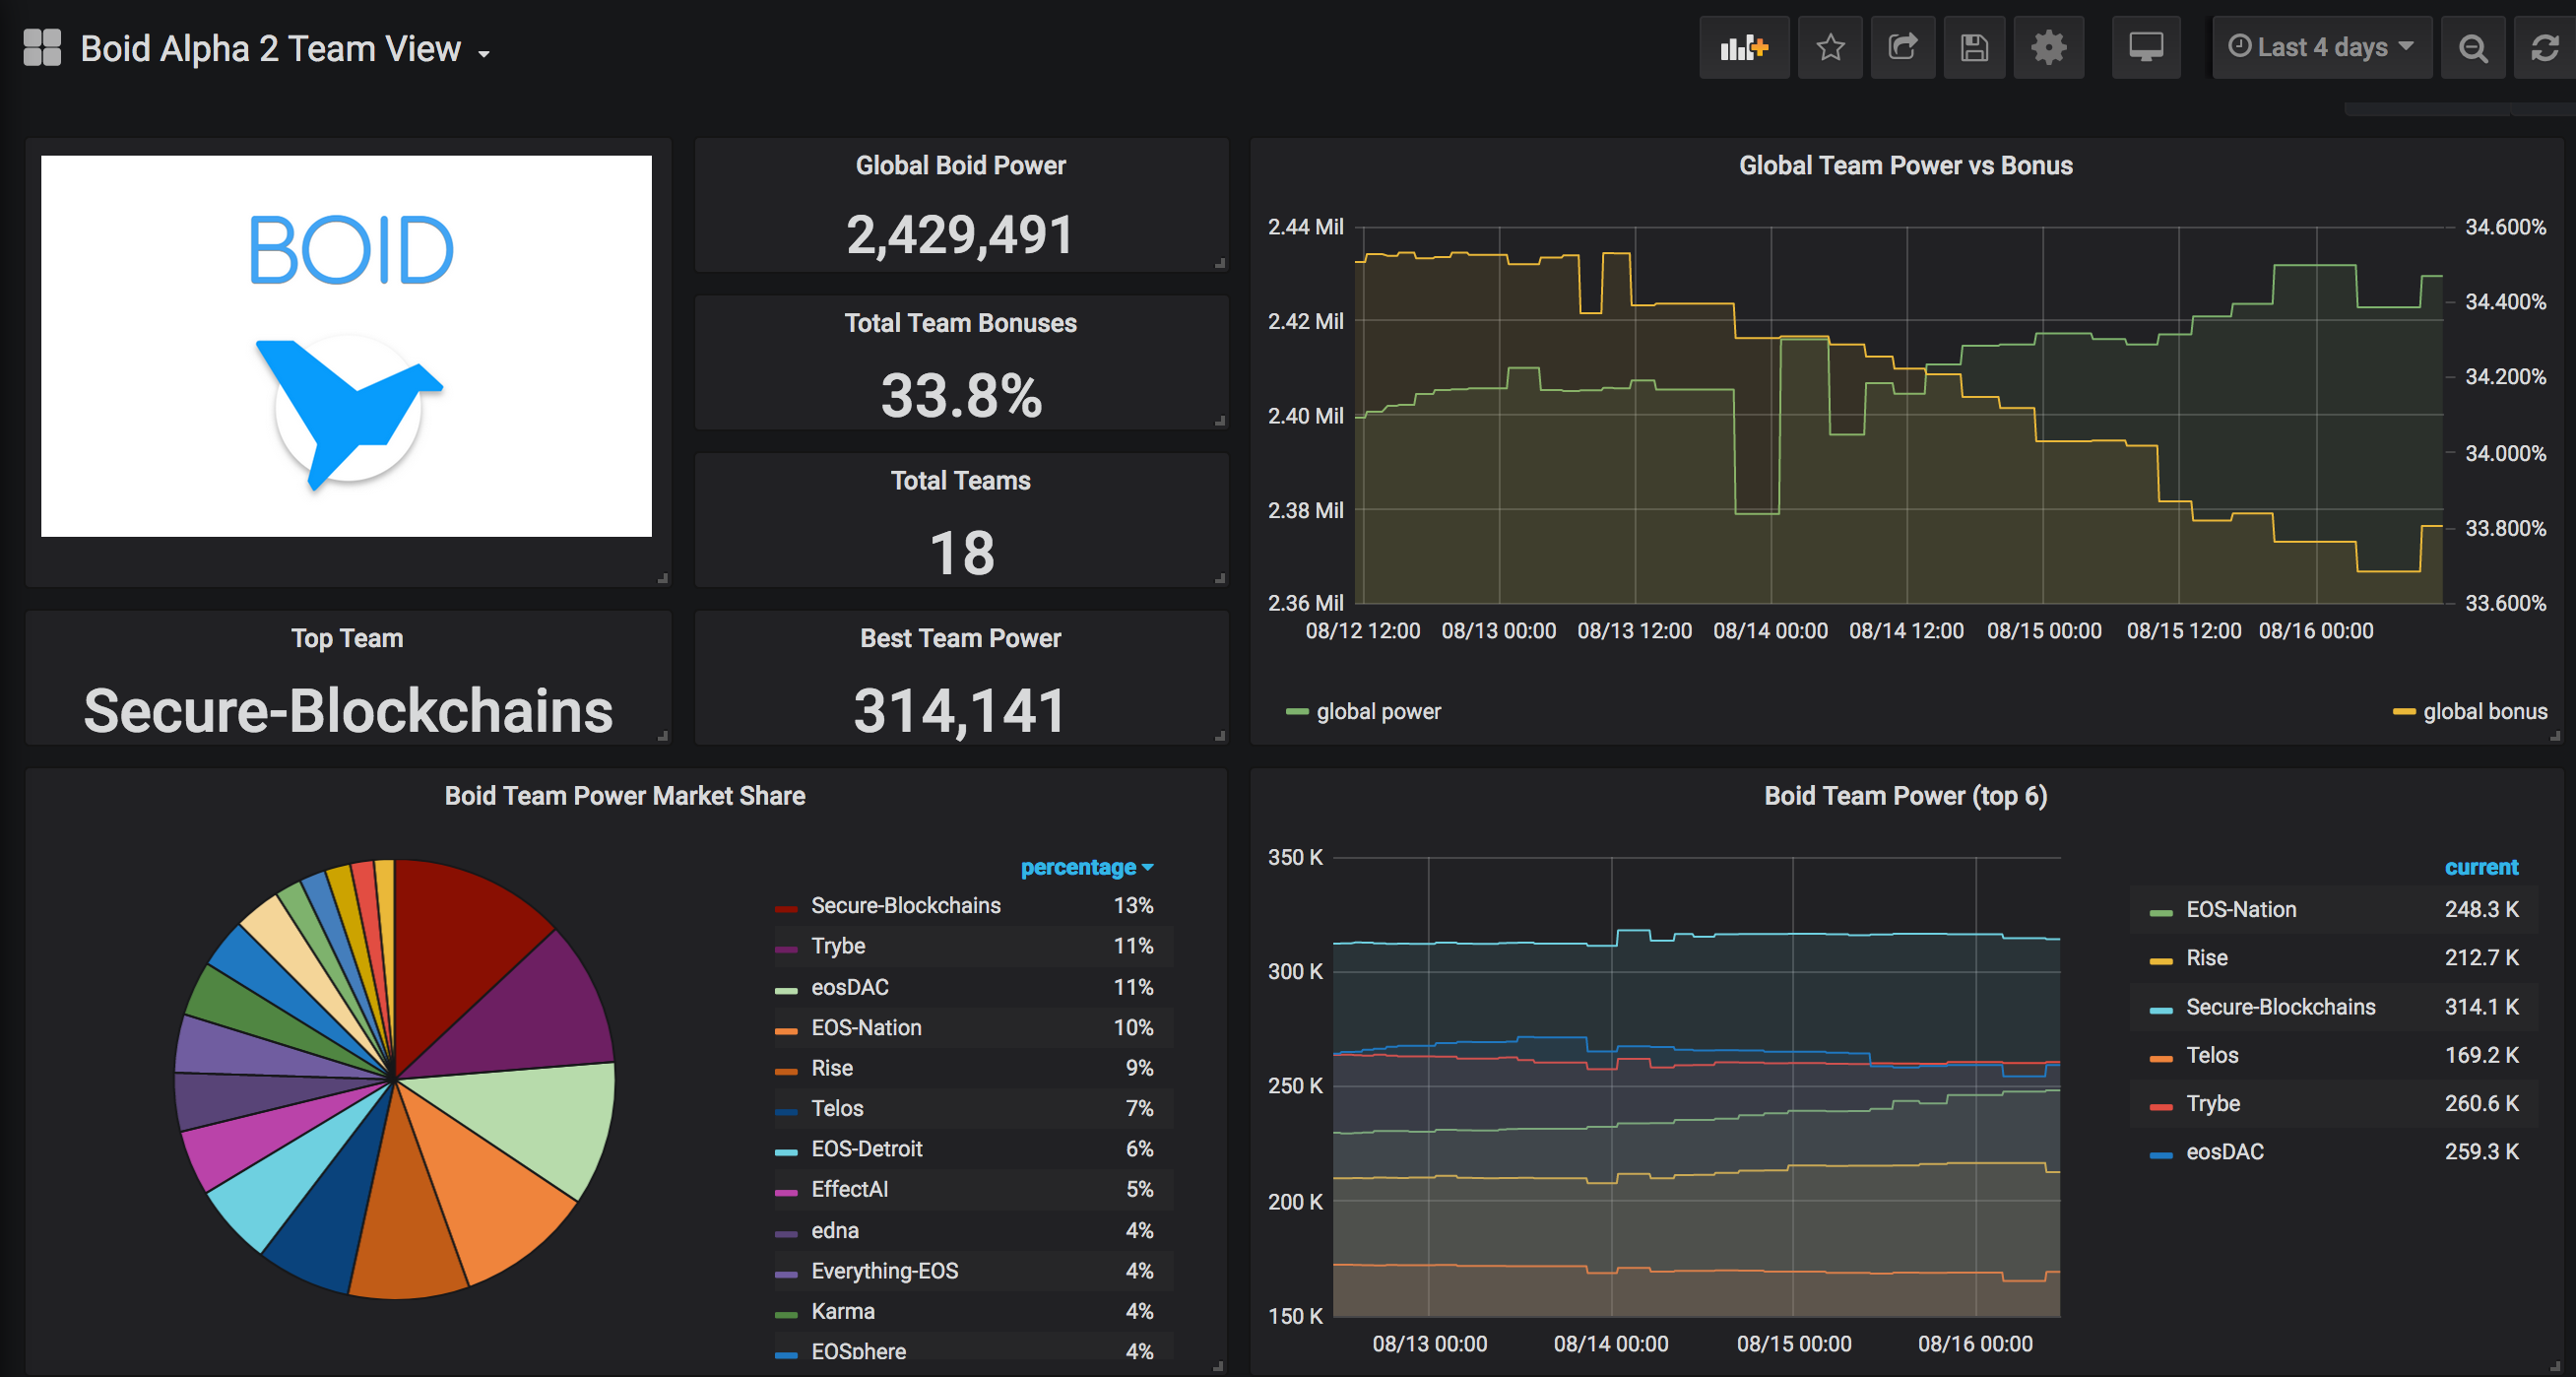 Boid Alpha 2 Team View
Last 4 days
BOID
Global Boid Power
2,429,491
Total Team Bonuses
33.8%
Total Teams
18
Top Team
Secure-Blockchains
Best Team Power
314,141
Global Team Power vs Bonus
2.44 Mil
2.42 Mil
2.40 Mil
2.38 Mil
2.36 Mil
34.600%
34.400%
34.200%
34.000%
33.800%
33.600%
08/12 12:00 08/13 00:00 08/13 12:00 08/14 00:00 08/14 12:00 08/15 00:00 08/15 12:00 08/16 00:00
global power
global bonus
Boid Team Power Market Share
percentage
Secure-Blockchains 13%
Trybe 11%
eosDAC 11%
EOS-Nation 10%
Rise 9%
Telos 7%
EOS-Detroit 6%
EffectAI 5%
edna 4%
Everything-EOS 4%
Karma 4%
EOSphere 4%
Boid Team Power (top 6)
350 K
300 K
250 K
200 K
150 K
08/13 00:00 08/14 00:00 08/15 00:00 08/16 00:00
current
EOS-Nation 248.3 K
Rise 212.7 K
Secure-Blockchains 314.1 K
Telos 169.2 K
Trybe 260.6 K
eosDAC 259.3 K